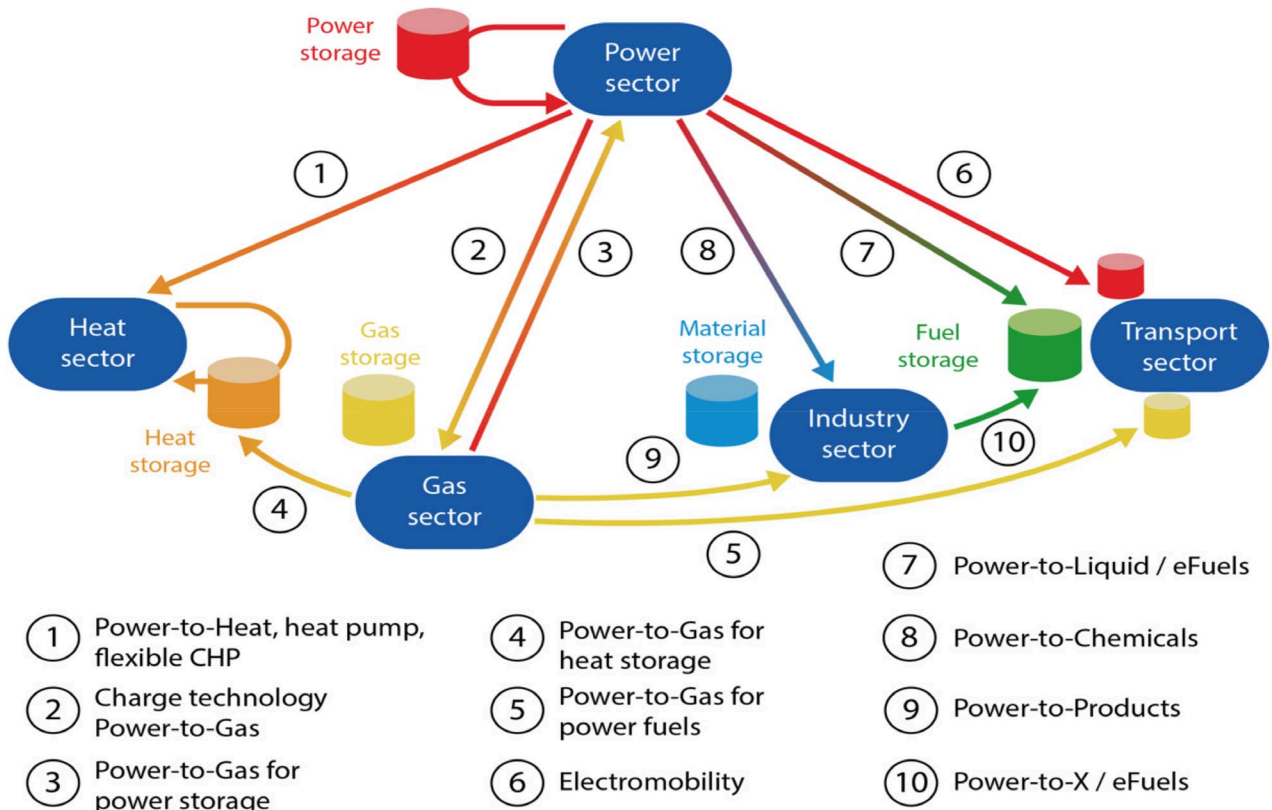 Power
storage
Power
sector
1
6
2
3
8
7
Heat
sector
Gas
storage
Material
storage
Fuel
storage
Transport
sector
Heat
storage
Industry
sector
9
10
4
Gas
sector
5
1 Power-to-Heat, heat pump,
flexible CHP
2 Charge technology
Power-to-Gas
3 Power-to-Gas for
power storage
4 Power-to-Gas for
heat storage
5 Power-to-Gas for
power fuels
6 Electromobility
7 Power-to-Liquid / eFuels
8 Power-to-Chemicals
9 Power-to-Products
10 Power-to-X / eFuels